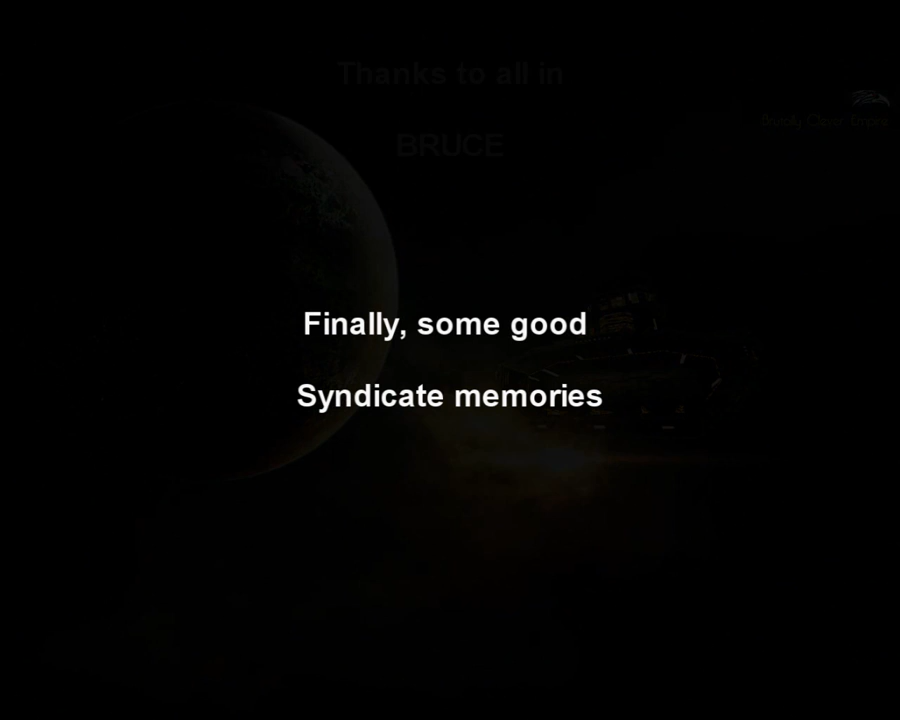 Thanks to all in
BRUCE
Finally, some good
Syndicate memories